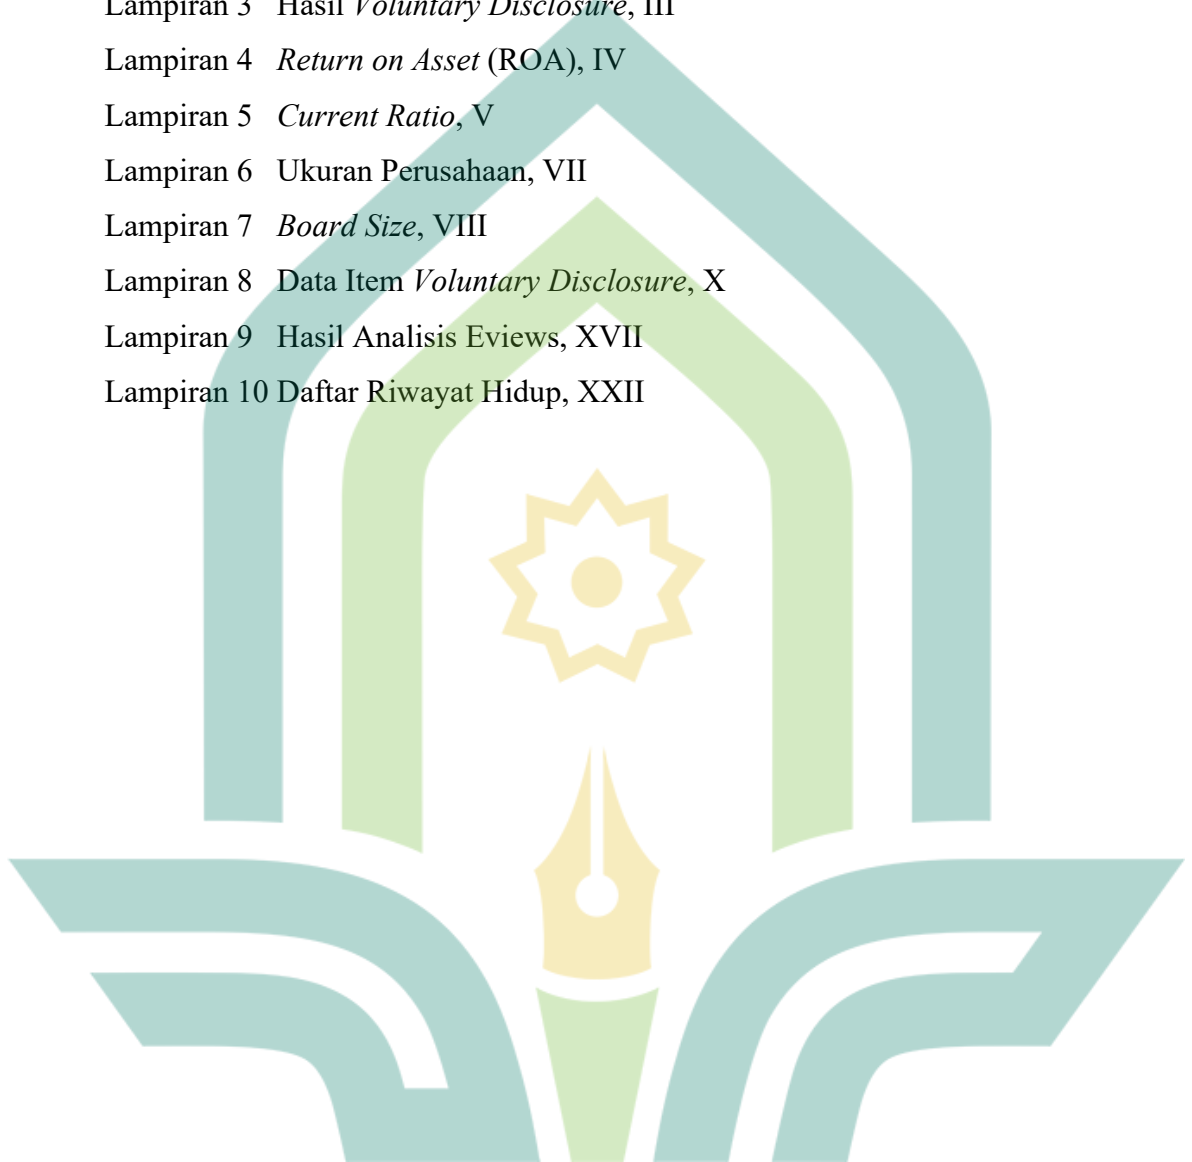 Lampiran 3 Hasil Voluntary Disclosure, III
Lampiran 4 Return on Asset (ROA), IV
Lampiran 5 Current Ratio, V
Lampiran 6 Ukuran Perusahaan, VII
Lampiran 7 Board Size, VIII
Lampiran 8 Data Item Voluntary Disclosure, X
Lampiran 9 Hasil Analisis Eviews, XVII
Lampiran 10 Daftar Riwayat Hidup, XXII